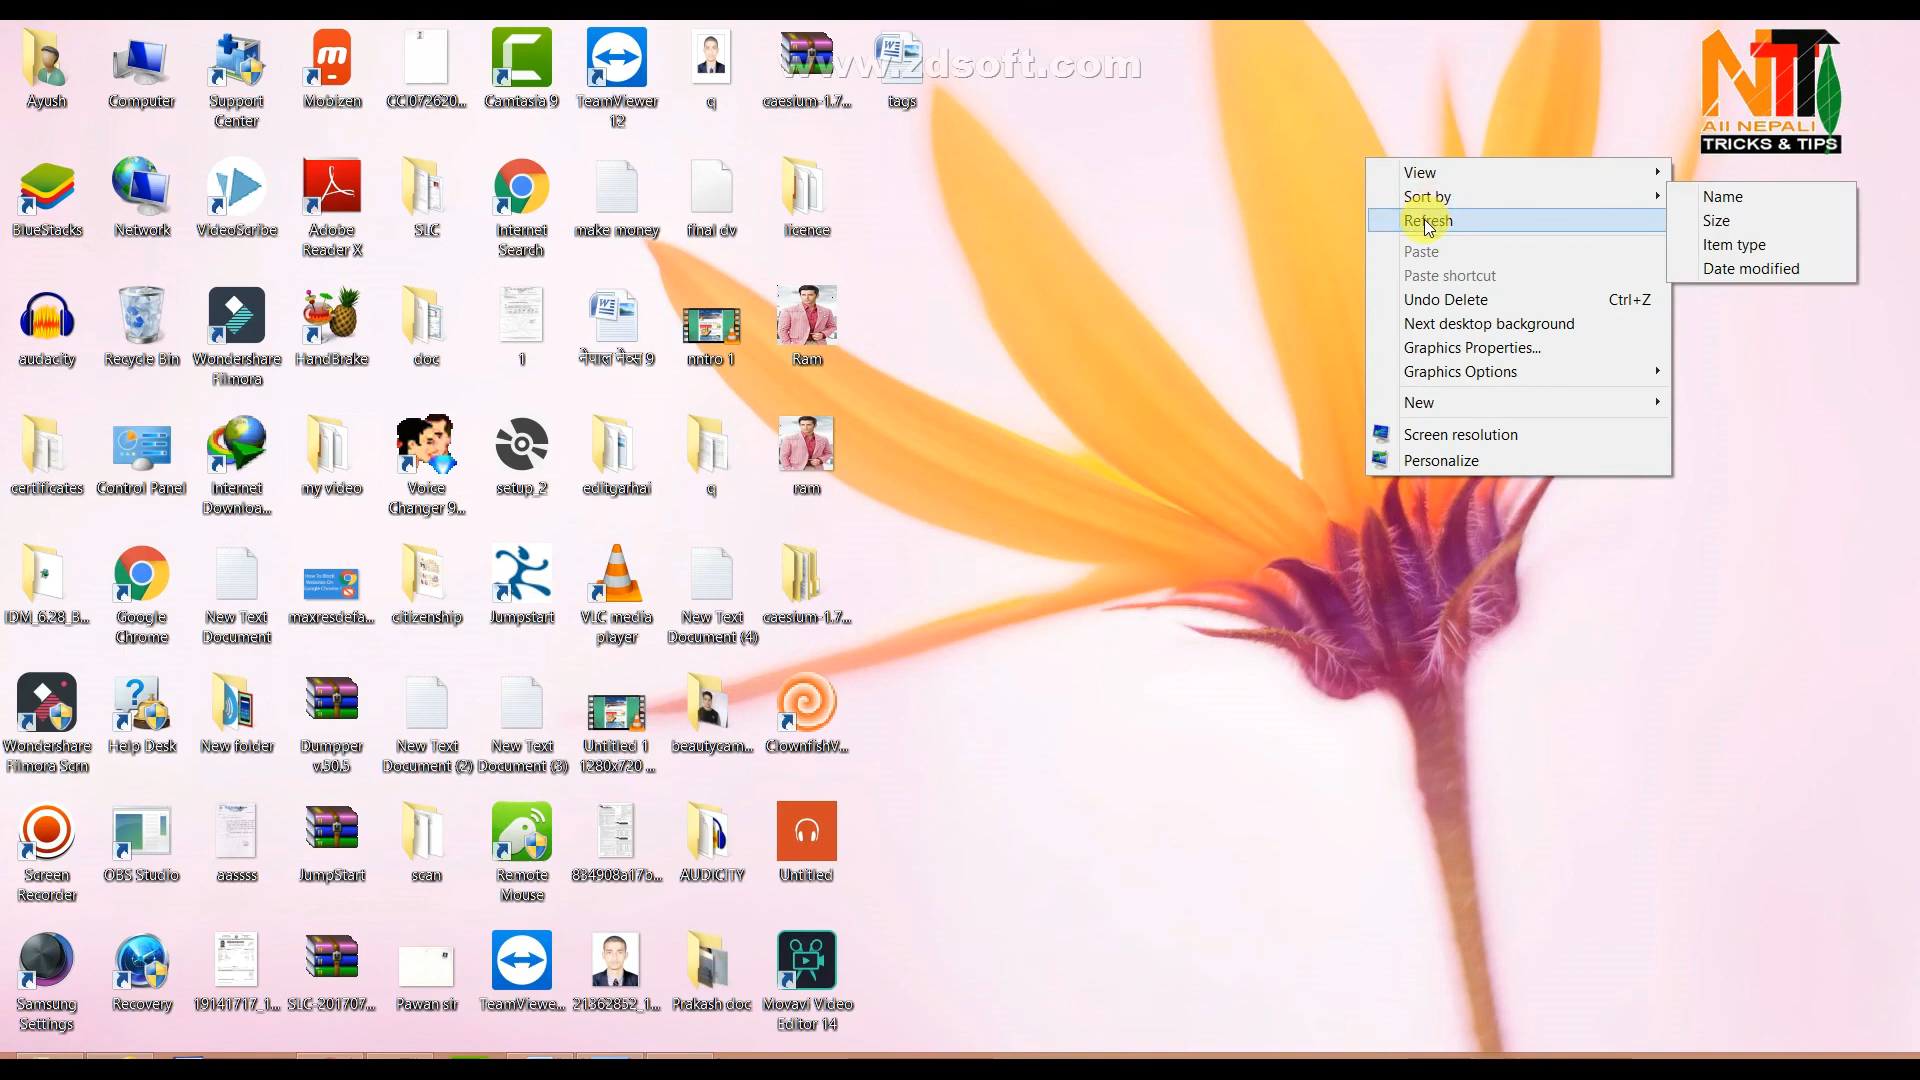 www.zdsoft.com
NTT
All NEPALI
TRICKS & TIPS
Ayush
Computer
Support
Center
Mobizen
CCI072620...
Camtasia 9
TeamViewer
12
q
caesium-1.7...
tags
BlueStacks
Network
VideoScribe
Adobe
Reader X
SLC
Internet
Search
make money
final dv
licence
audacity
Recycle Bin
Wondershare
Filmora
HandBrake
doc
1
नेपाल नेक्स 9
nntro 1
Ram
certificates
Control Panel
Internet
Downloa...
my video
Voice
Changer 9...
setup_2
editgarhai
q
ram
IDM_6.28_B...
Google
Chrome
New Text
Document
maxresdefa...
citizenship
Jumpstart
VLC media
player
New Text
Document (4)
caesium-1.7...
Wondershare
Filmora Scrn
Help Desk
New folder
Dumpper
v.50.5
New Text
Document (2)
New Text
Document (3)
Untitled 1
1280x720 ...
beautycam...
ClownfishV...
Screen
Recorder
OBS Studio
aassss
JumpStart
scan
Remote
Mouse
834908a17b...
AUDICITY
Untitled
Samsung
Settings
Recovery
19141717_1...
SLC-201707...
Pawan sir
TeamViewe...
21362852_1...
Prakash doc
Movavi Video
Editor 14
View
Sort by
Refresh
Paste
Paste shortcut
Undo Delete Ctrl+Z
Next desktop background
Graphics Properties...
Graphics Options
New
Screen resolution
Personalize
Name
Size
Item type
Date modified